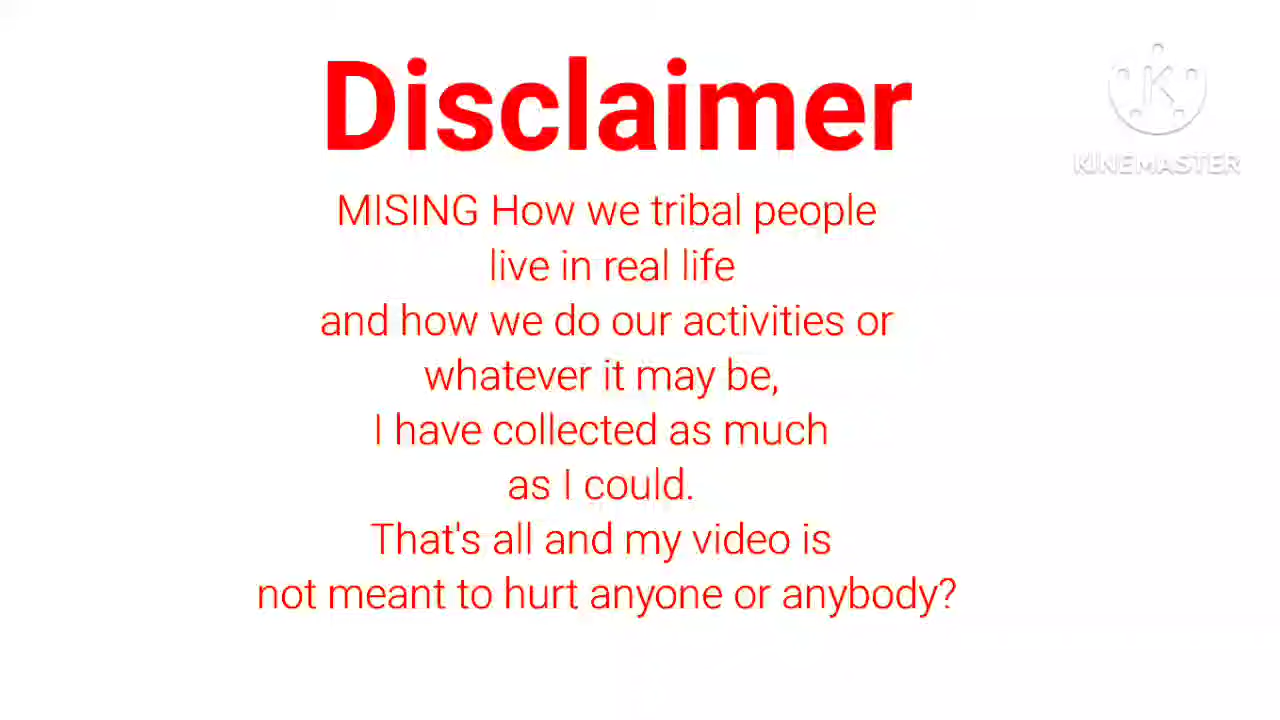 Disclaimer
KINEMASTER
MISING How we tribal people
live in real life
and how we do our activities or
whatever it may be,
I have collected as much
as I could.
That's all and my video is
not meant to hurt anyone or anybody?